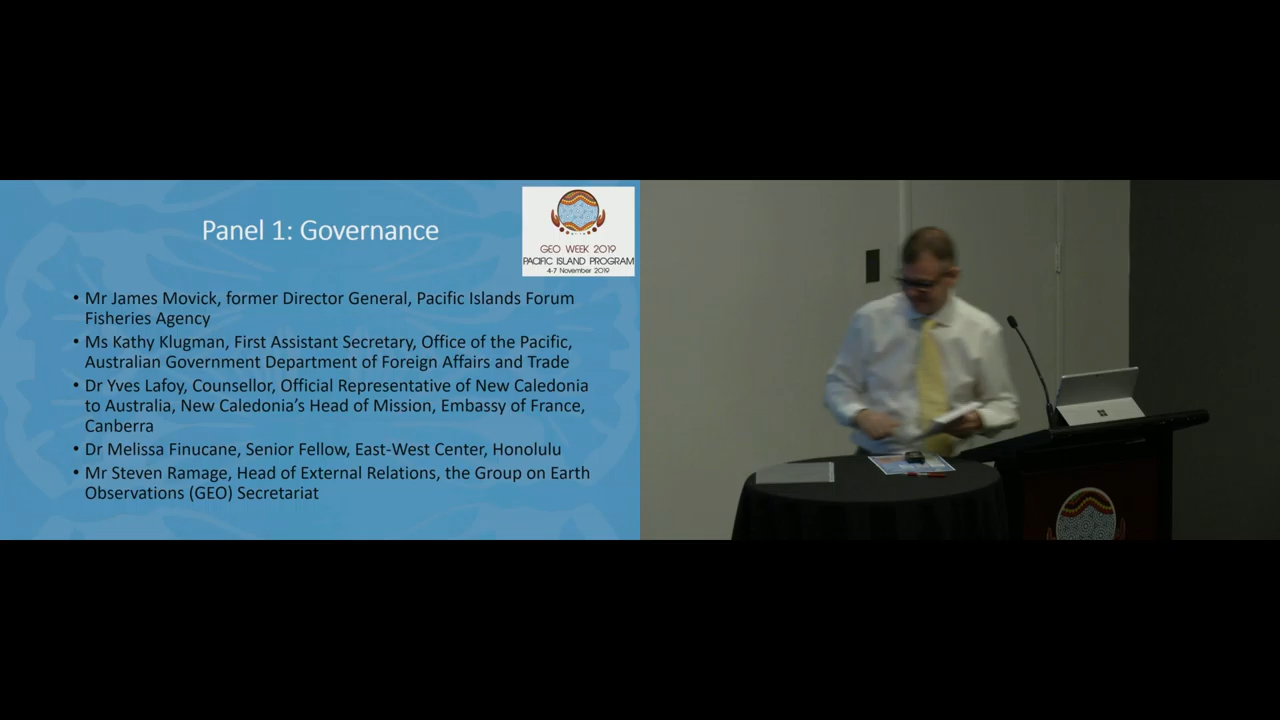 Panel 1: Governance
GEO WEEK 2019
PACIFIC ISLAND PROGRAM
4-7 November 2019
• Mr James Movick, former Director General, Pacific Islands Forum
Fisheries Agency
• Ms Kathy Klugman, First Assistant Secretary, Office of the Pacific,
Australian Government Department of Foreign Affairs and Trade
• Dr Yves Lafoy, Counsellor, Official Representative of New Caledonia
to Australia, New Caledonia's Head of Mission, Embassy of France,
Canberra
• Dr Melissa Finucane, Senior Fellow, East-West Center, Honolulu
• Mr Steven Ramage, Head of External Relations, the Group on Earth
Observations (GEO) Secretariat